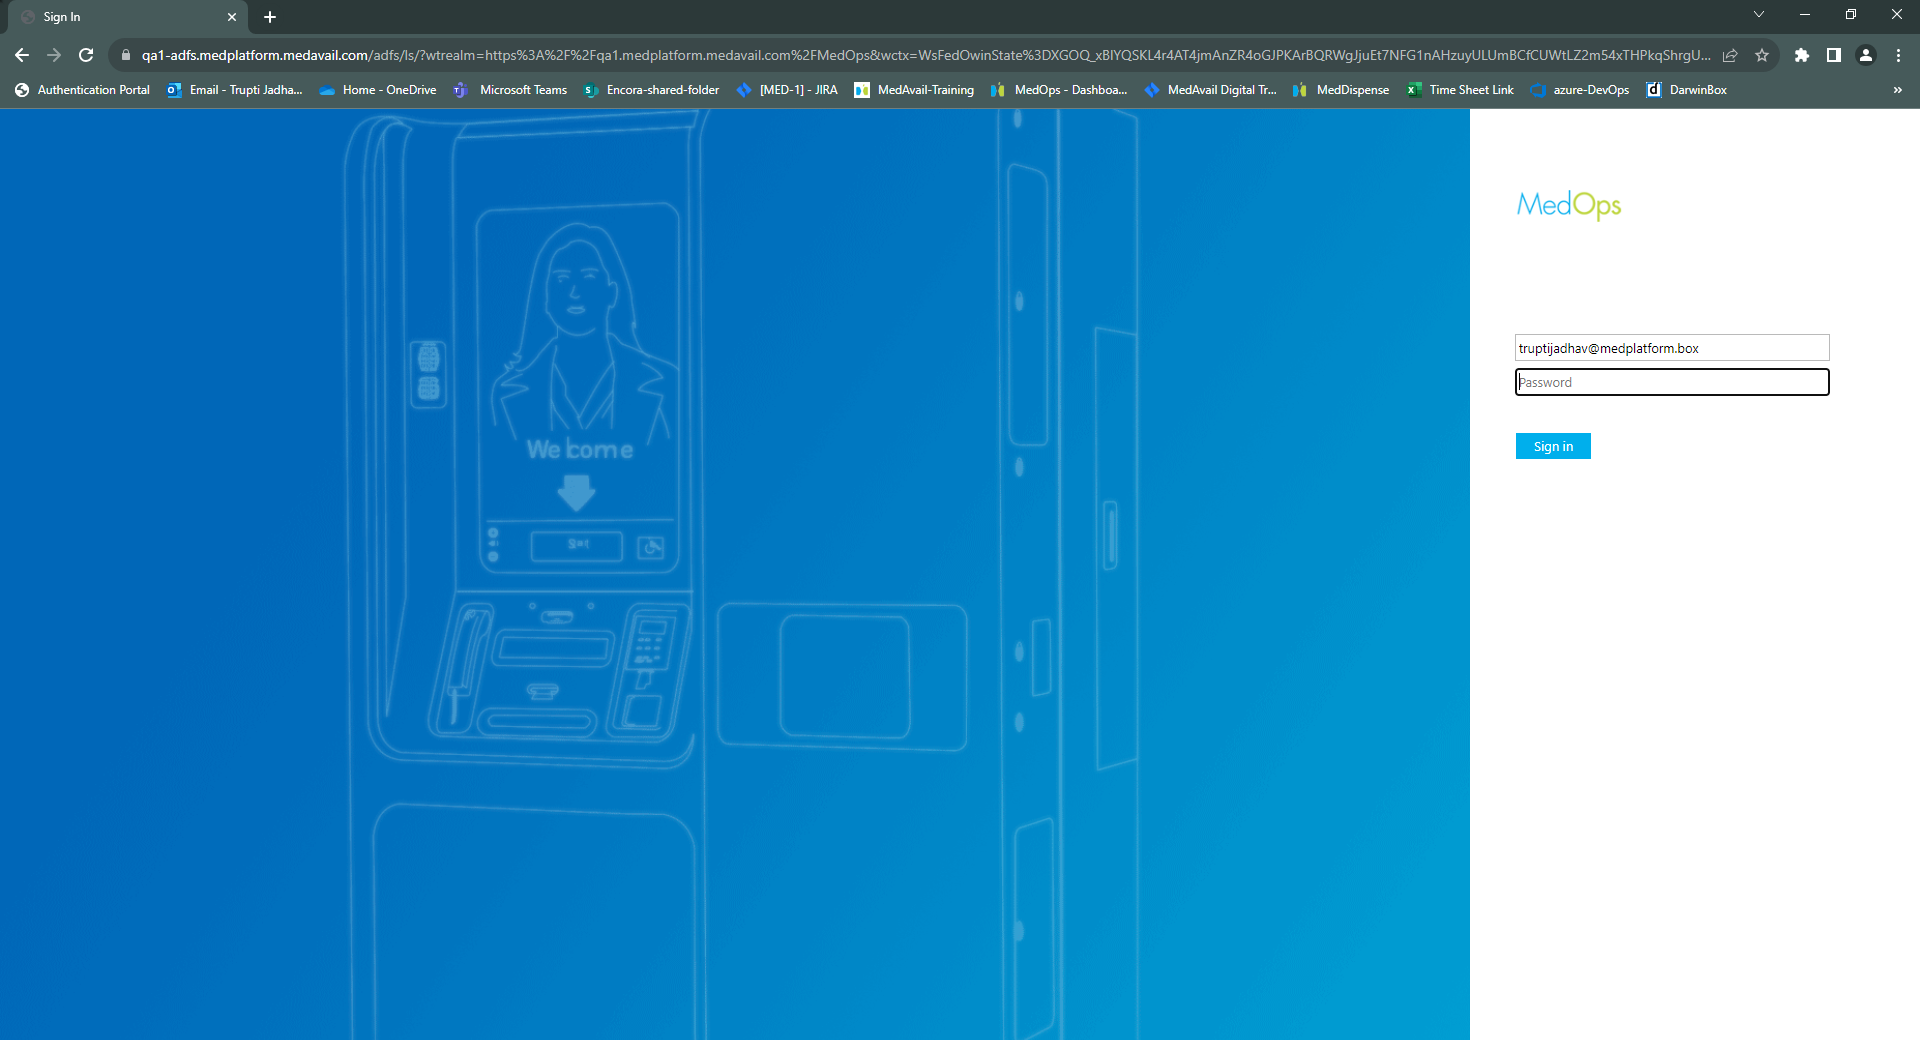 Sign In
qa1-adfs.medplatform.medavail.com/adfs/ls/?wtrealm=https%3A%2F%2Fqa1.medplatform.medavail.com%2FMedOps&wctx=WsFedOwinState%3DXGOQ_xBIYQSKL4r4AT4jmAnZR4oGJPKArBQRWgJjuEt7NFG1nAHzuyULUmBCfCUWtLZ2m54xTHPkqShrgU...
Authentication Portal
Email - Trupti Jadha...
Home - OneDrive
Microsoft Teams
Encora-shared-folder
[MED-1] - JIRA
MedAvail-Training
MedOps - Dashboa...
MedAvail Digital Tr...
MedDispense
Time Sheet Link
azure-DevOps
DarwinBox
MedOps
truptijadhav@medplatform.box
Password
Sign in
Welcome